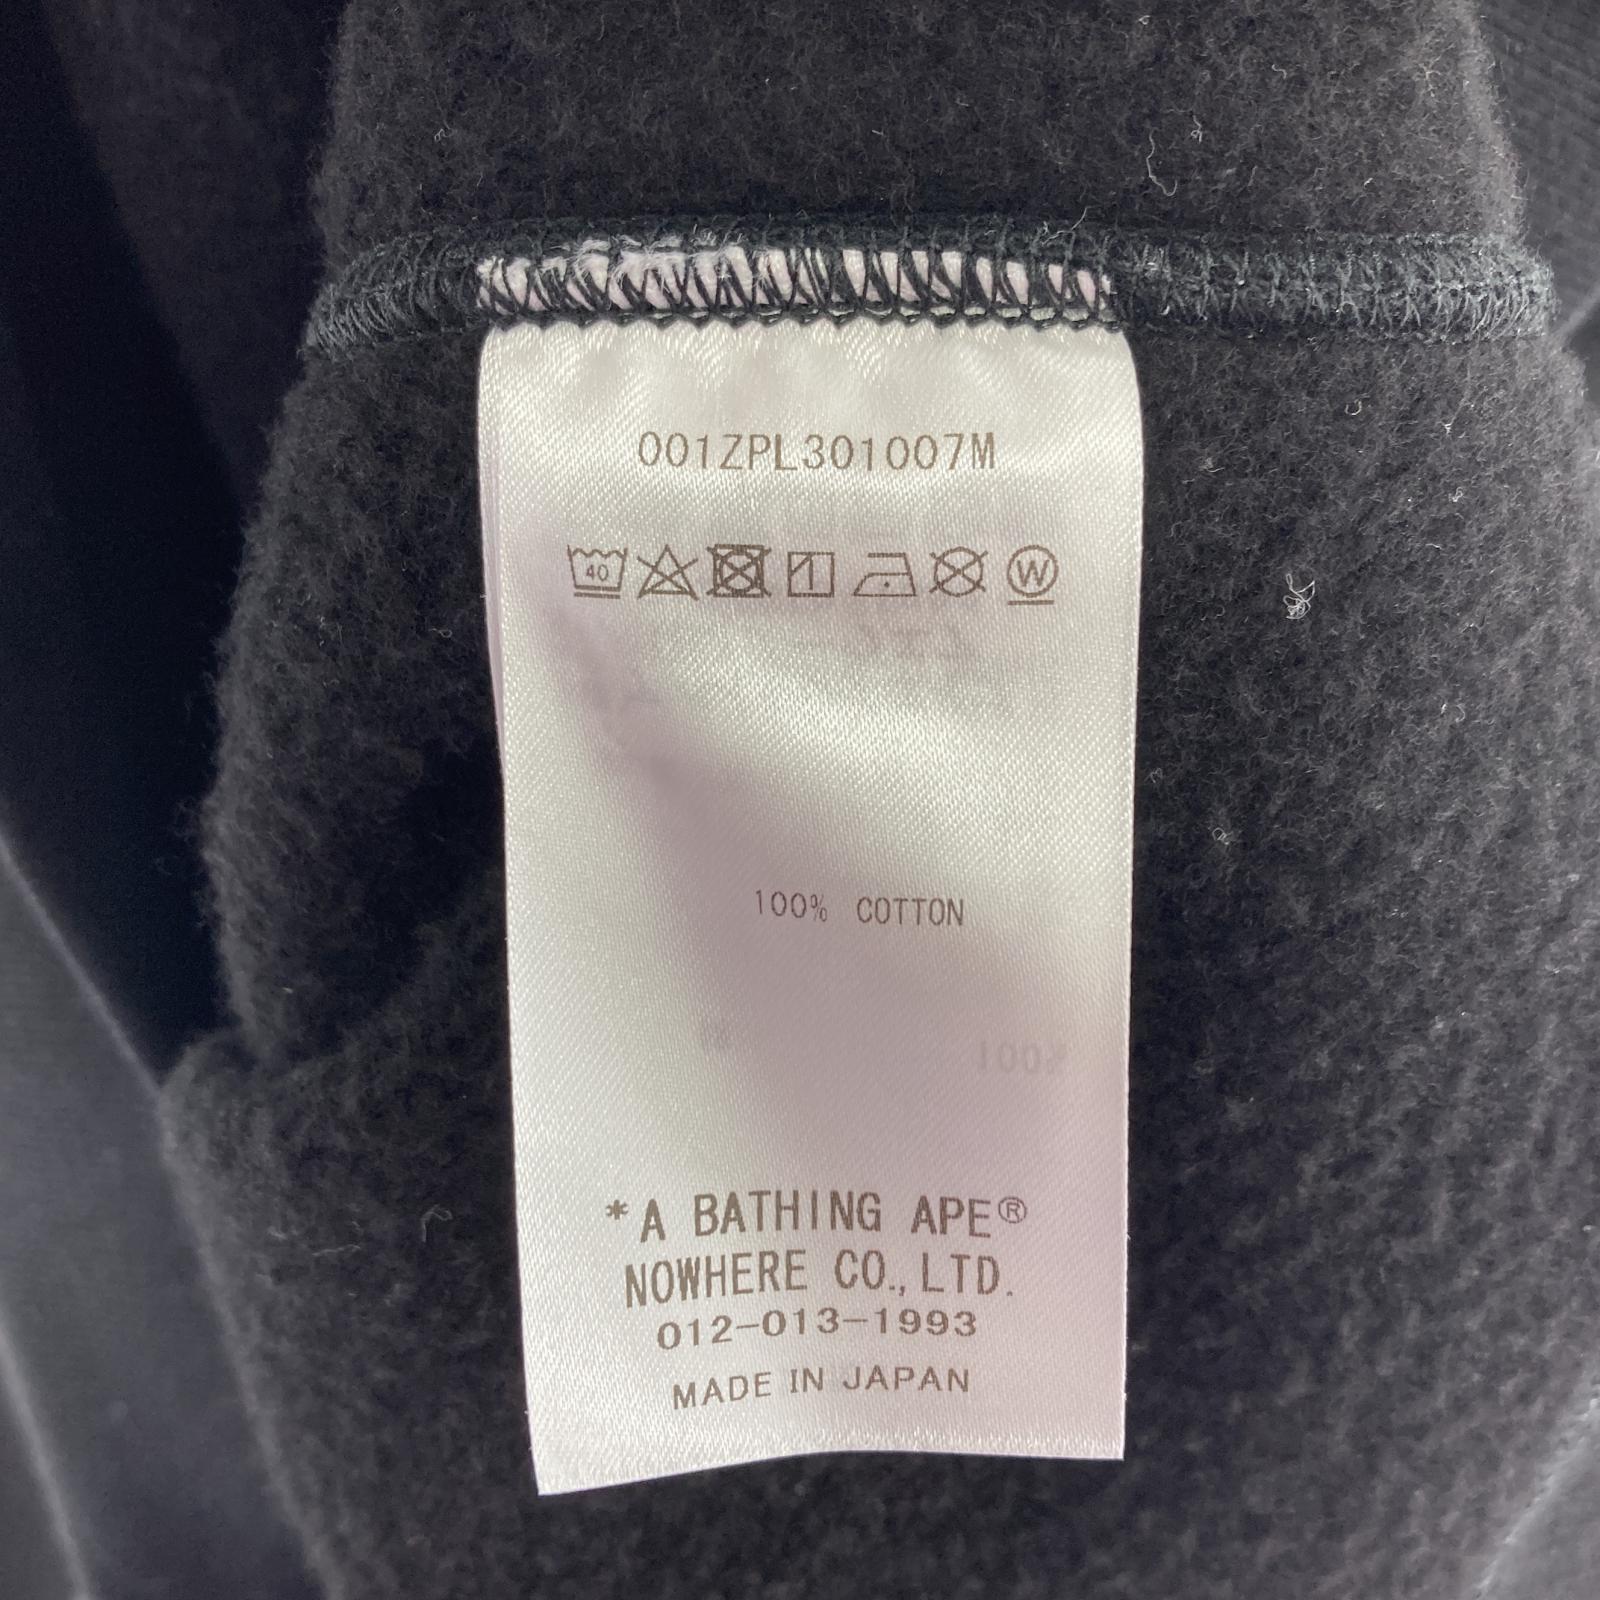 001ZPL301007M
40 W
100% COTTON
*A BATHING APE®
NOWHERE CO., LTD.
012-013-1993
MADE IN JAPAN